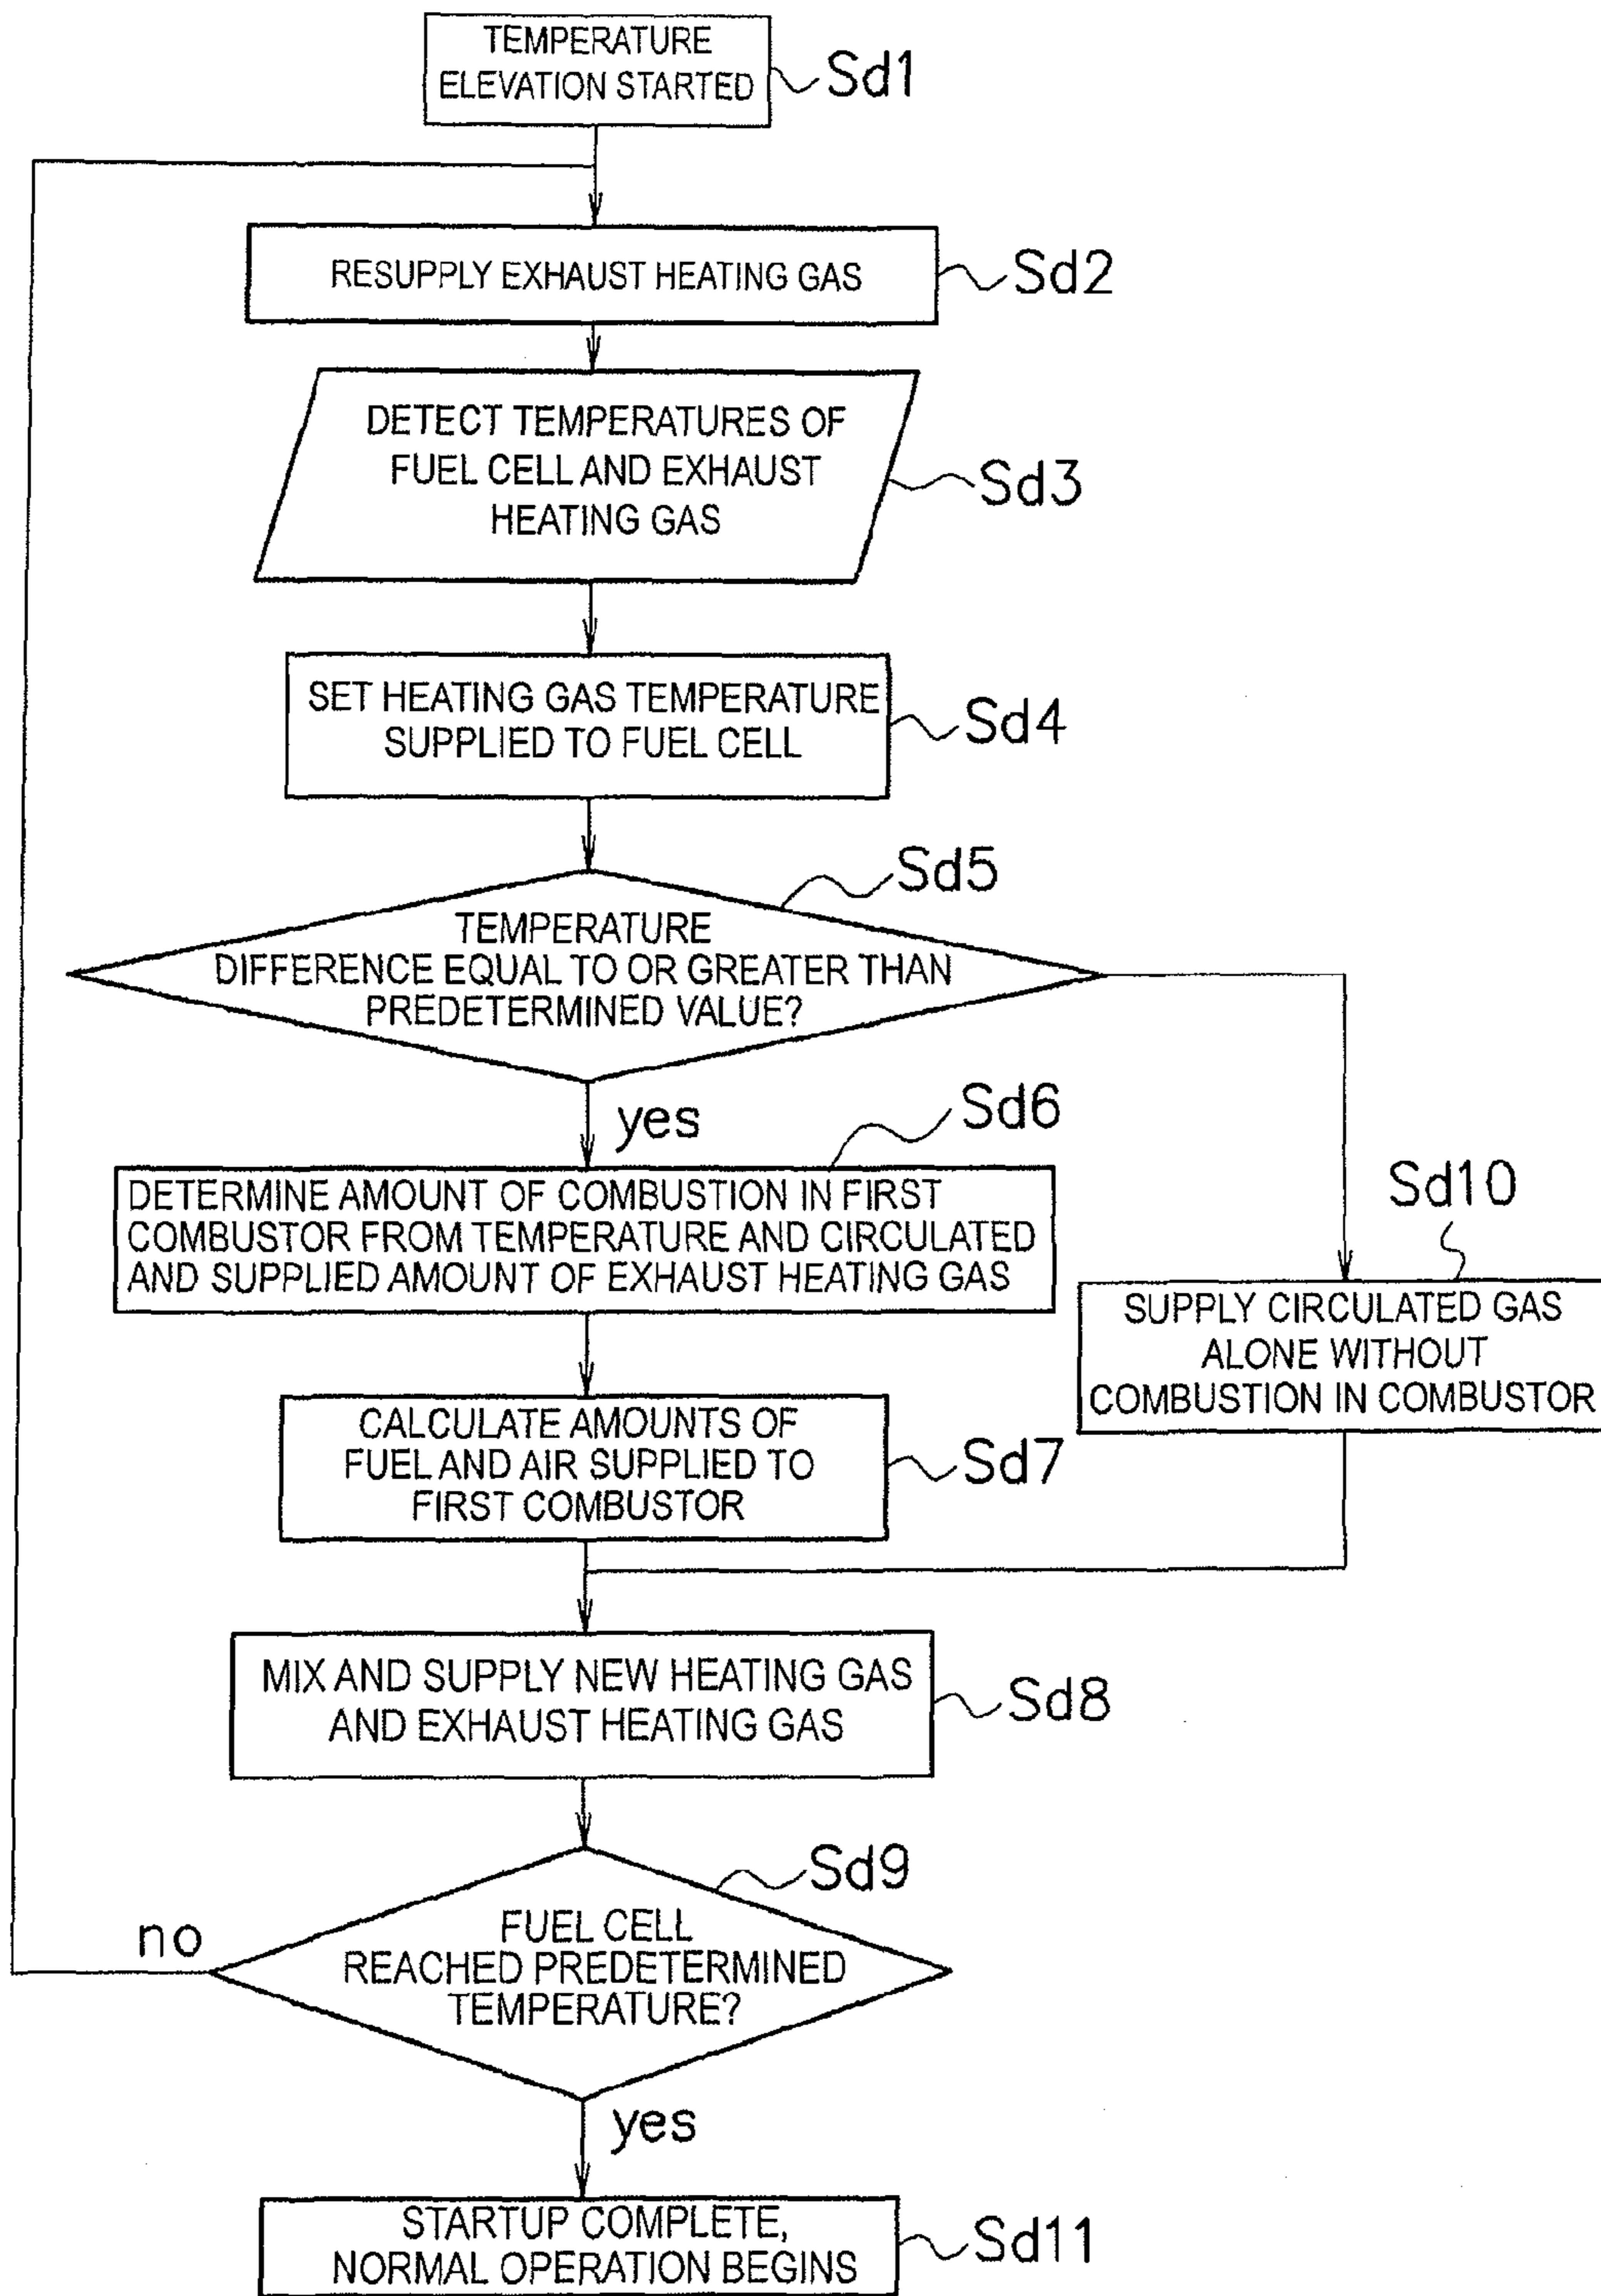 TEMPERATURE
ELEVATION STARTED
Sd1
RESUPPLY EXHAUST HEATING GAS
Sd2
DETECT TEMPERATURES OF
FUEL CELL AND EXHAUST
HEATING GAS
Sd3
SET HEATING GAS TEMPERATURE
SUPPLIED TO FUEL CELL
Sd4
Sd5
TEMPERATURE
DIFFERENCE EQUAL TO OR GREATER THAN
PREDETERMINED VALUE?
yes
Sd6
DETERMINE AMOUNT OF COMBUSTION IN FIRST
COMBUSTOR FROM TEMPERATURE AND CIRCULATED
AND SUPPLIED AMOUNT OF EXHAUST HEATING GAS
Sd10
SUPPLY CIRCULATED GAS
ALONE WITHOUT
COMBUSTION IN COMBUSTOR
CALCULATE AMOUNTS OF
FUEL AND AIR SUPPLIED TO
FIRST COMBUSTOR
Sd7
MIX AND SUPPLY NEW HEATING GAS
AND EXHAUST HEATING GAS
Sd8
Sd9
no
FUEL CELL
REACHED PREDETERMINED
TEMPERATURE?
yes
STARTUP COMPLETE,
NORMAL OPERATION BEGINS
Sd11